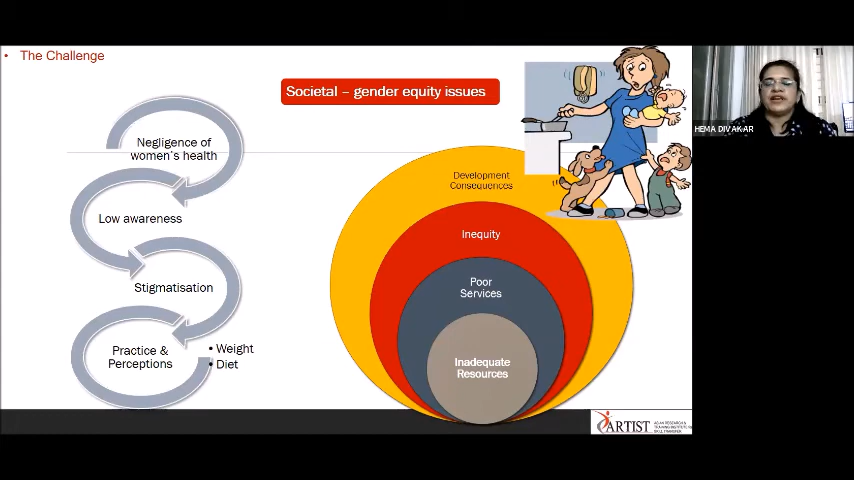 • The Challenge
Societal – gender equity issues
HEMA DIVAKAR
Negligence of
women's health
Low awareness
Stigmatisation
Practice &
Perceptions
• Weight
• Diet
Development
Consequences
Inequity
Poor
Services
Inadequate
Resources
ARTIST
ASIAN RESEARCH &
TRAINING INSTITUTE for
SKILL TRANSFER